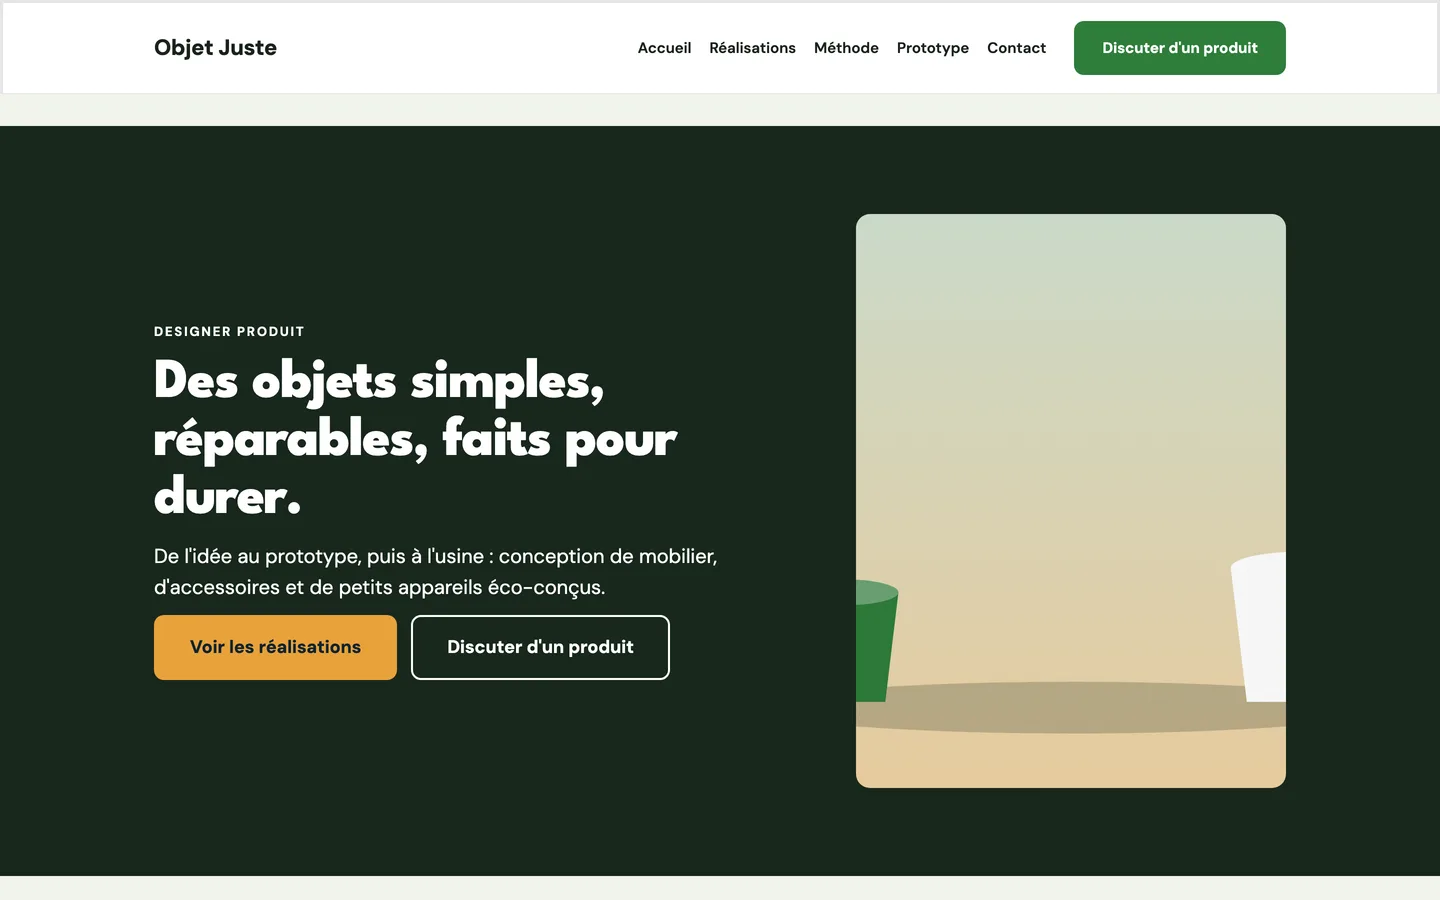 Objet Juste
Accueil Réalisations Méthode Prototype Contact Discuter d'un produit
DESIGNER PRODUIT
Des objets simples,
réparables, faits pour
durer.
De l'idée au prototype, puis à l'usine : conception de mobilier,
d'accessoires et de petits appareils éco-conçus.
Voir les réalisations Discuter d'un produit